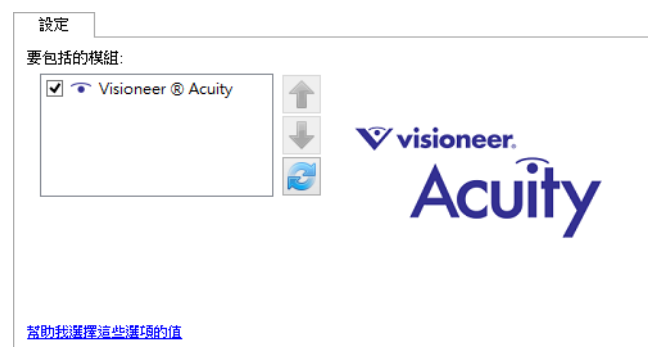 設定
要包括的模組:
Visioneer ® Acuity
visioneer.
Acuity
幫助我選擇這些選項的值